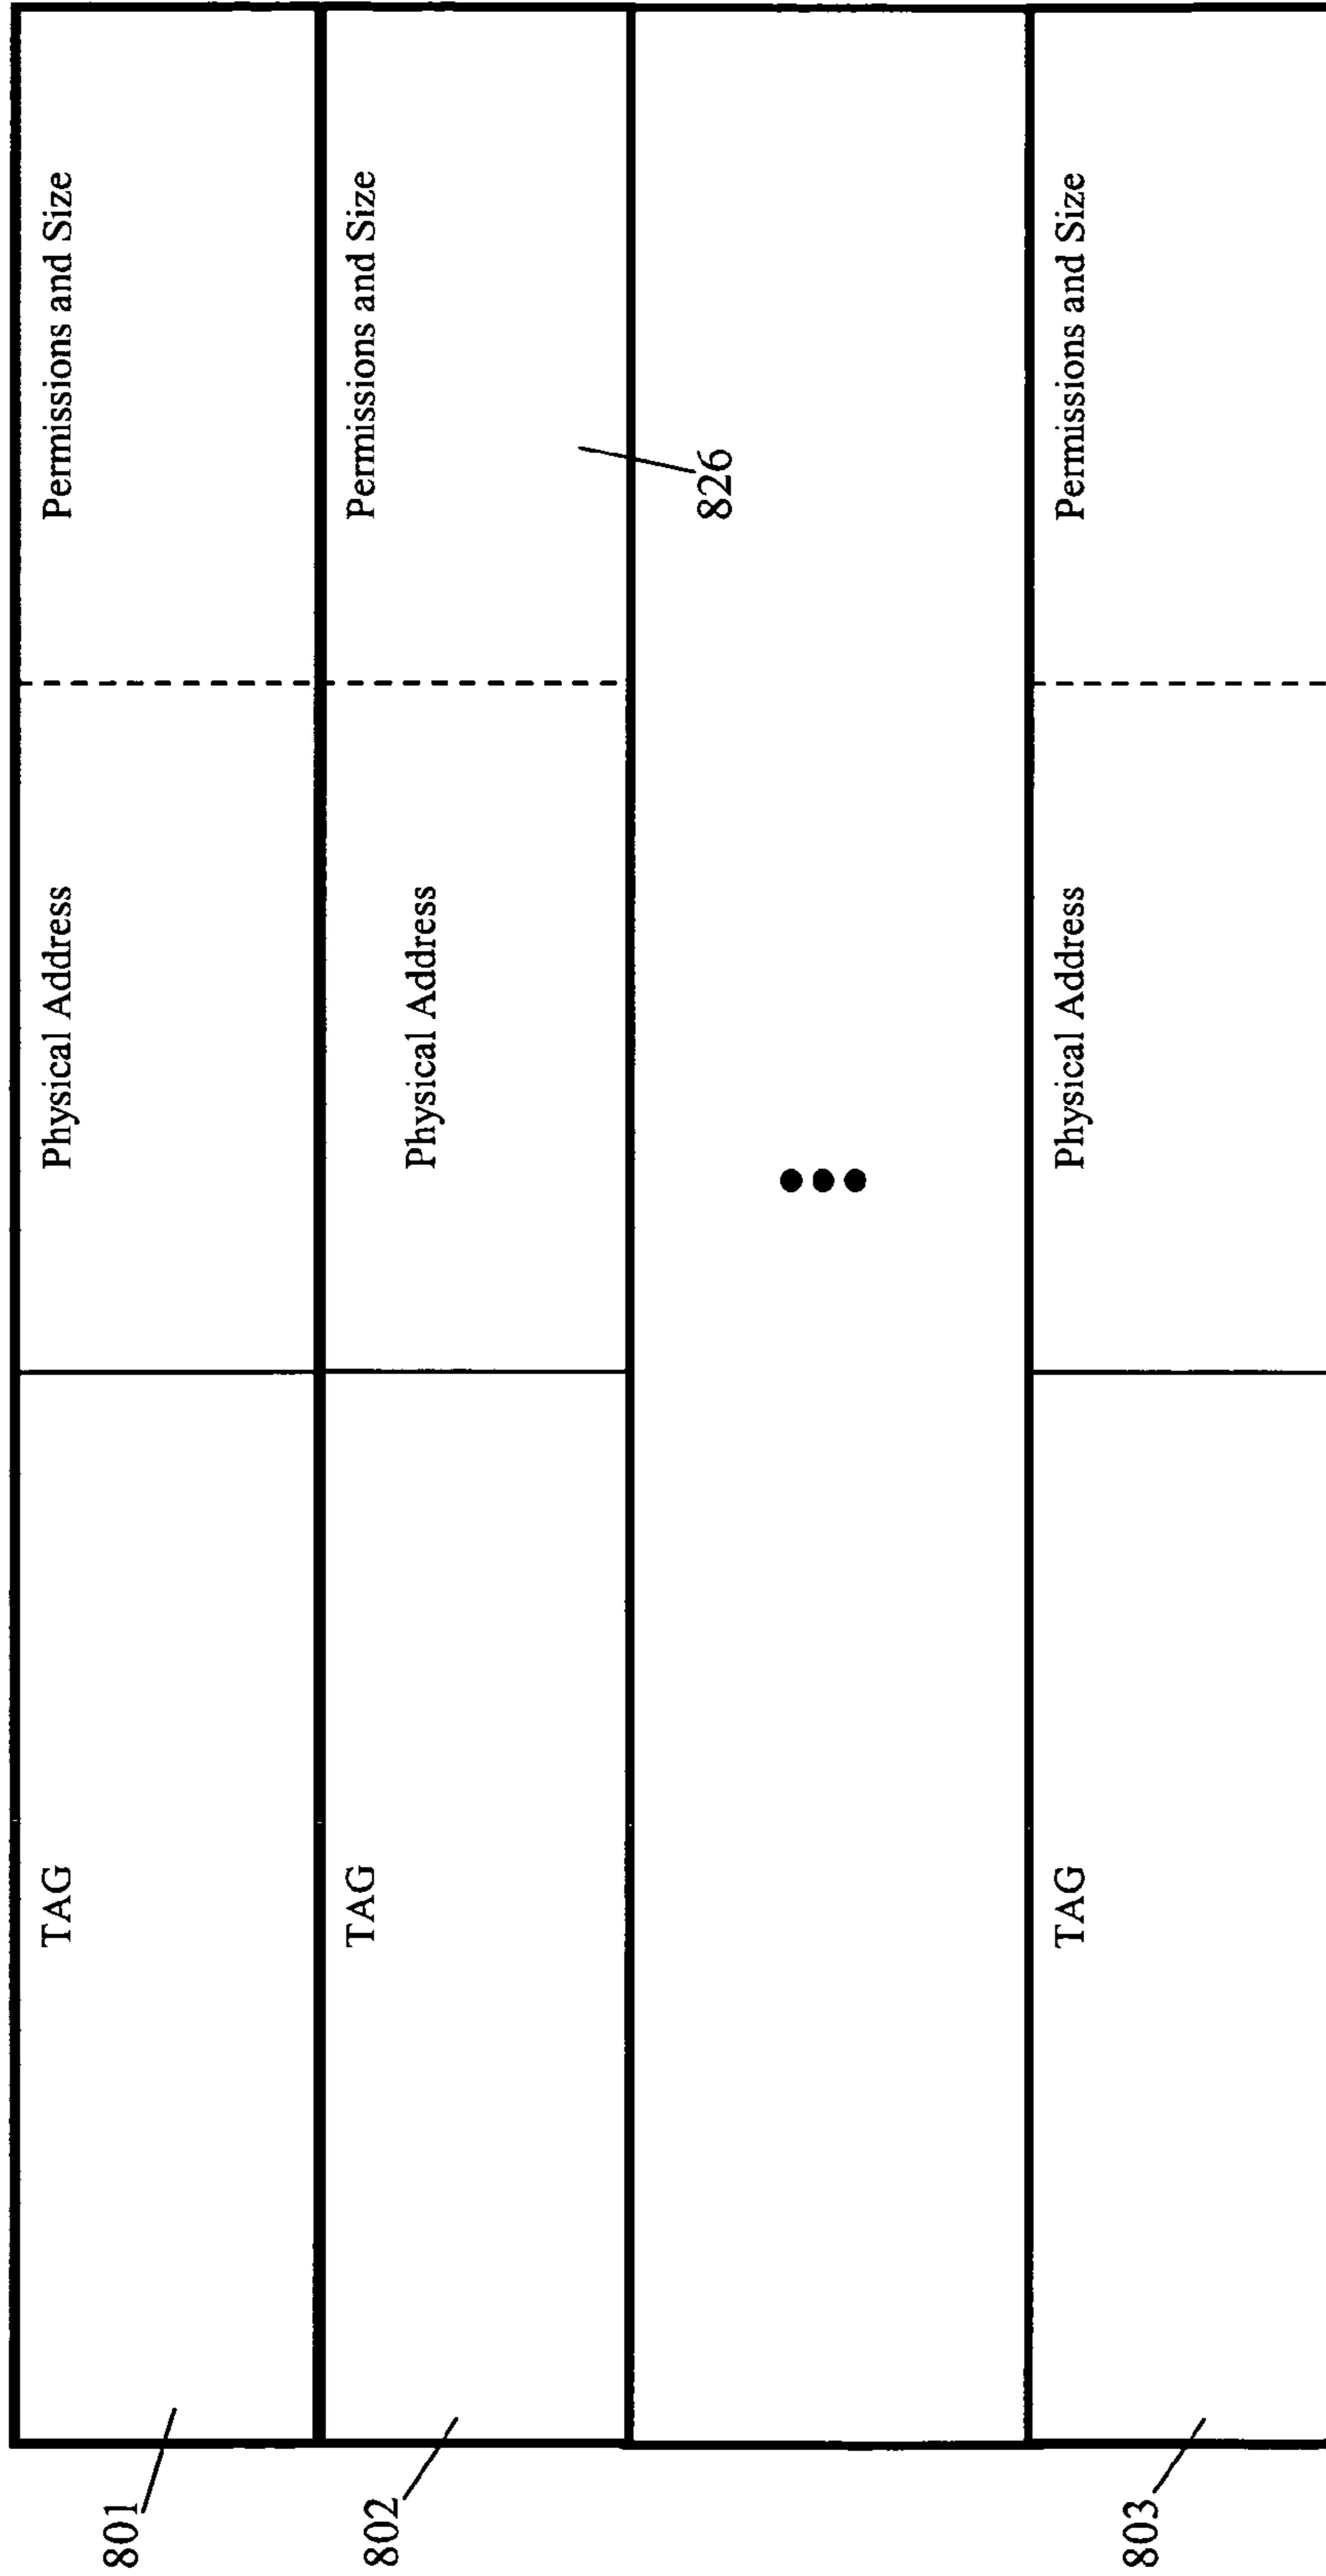 801
TAG
Physical Address
Permissions and Size
802
TAG
Physical Address
Permissions and Size
826
803
TAG
Physical Address
Permissions and Size